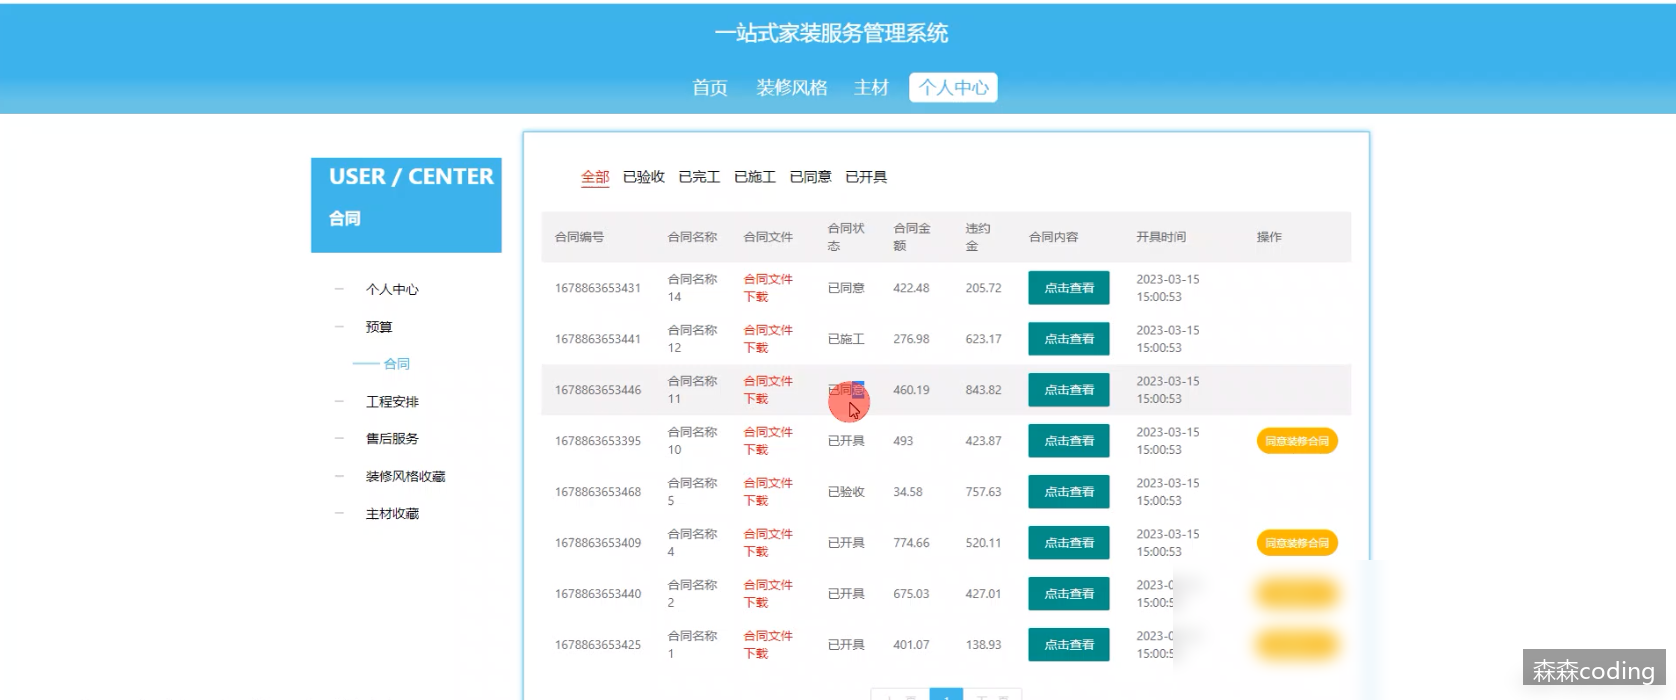 一站式家装服务管理系统
首页 装修风格 主材 个人中心
USER / CENTER
合同
个人中心
预算
合同
工程安排
售后服务
装修风格收藏
主材收藏
全部 已验收 已完工 已施工 已同意 已开具
合同编号 合同名称 合同文件 合同状态 合同金额 违约金 合同内容 开具时间 操作
1678863653431 合同名称14 合同文件下载 已同意 422.48 205.72 点击查看 2023-03-15 15:00:53
1678863653441 合同名称12 合同文件下载 已施工 276.98 623.17 点击查看 2023-03-15 15:00:53
1678863653446 合同名称11 合同文件下载 已同意 460.19 843.82 点击查看 2023-03-15 15:00:53
1678863653395 合同名称10 合同文件下载 已开具 493 423.87 点击查看 2023-03-15 15:00:53 同意装修合同
1678863653468 合同名称5 合同文件下载 已验收 34.58 757.63 点击查看 2023-03-15 15:00:53
1678863653409 合同名称4 合同文件下载 已开具 774.66 520.11 点击查看 2023-03-15 15:00:53 同意装修合同
1678863653440 合同名称2 合同文件下载 已开具 675.03 427.01 点击查看 2023-0 15:00:5
1678863653425 合同名称1 合同文件下载 已开具 401.07 138.93 点击查看 2023-0 15:00:5
森森coding